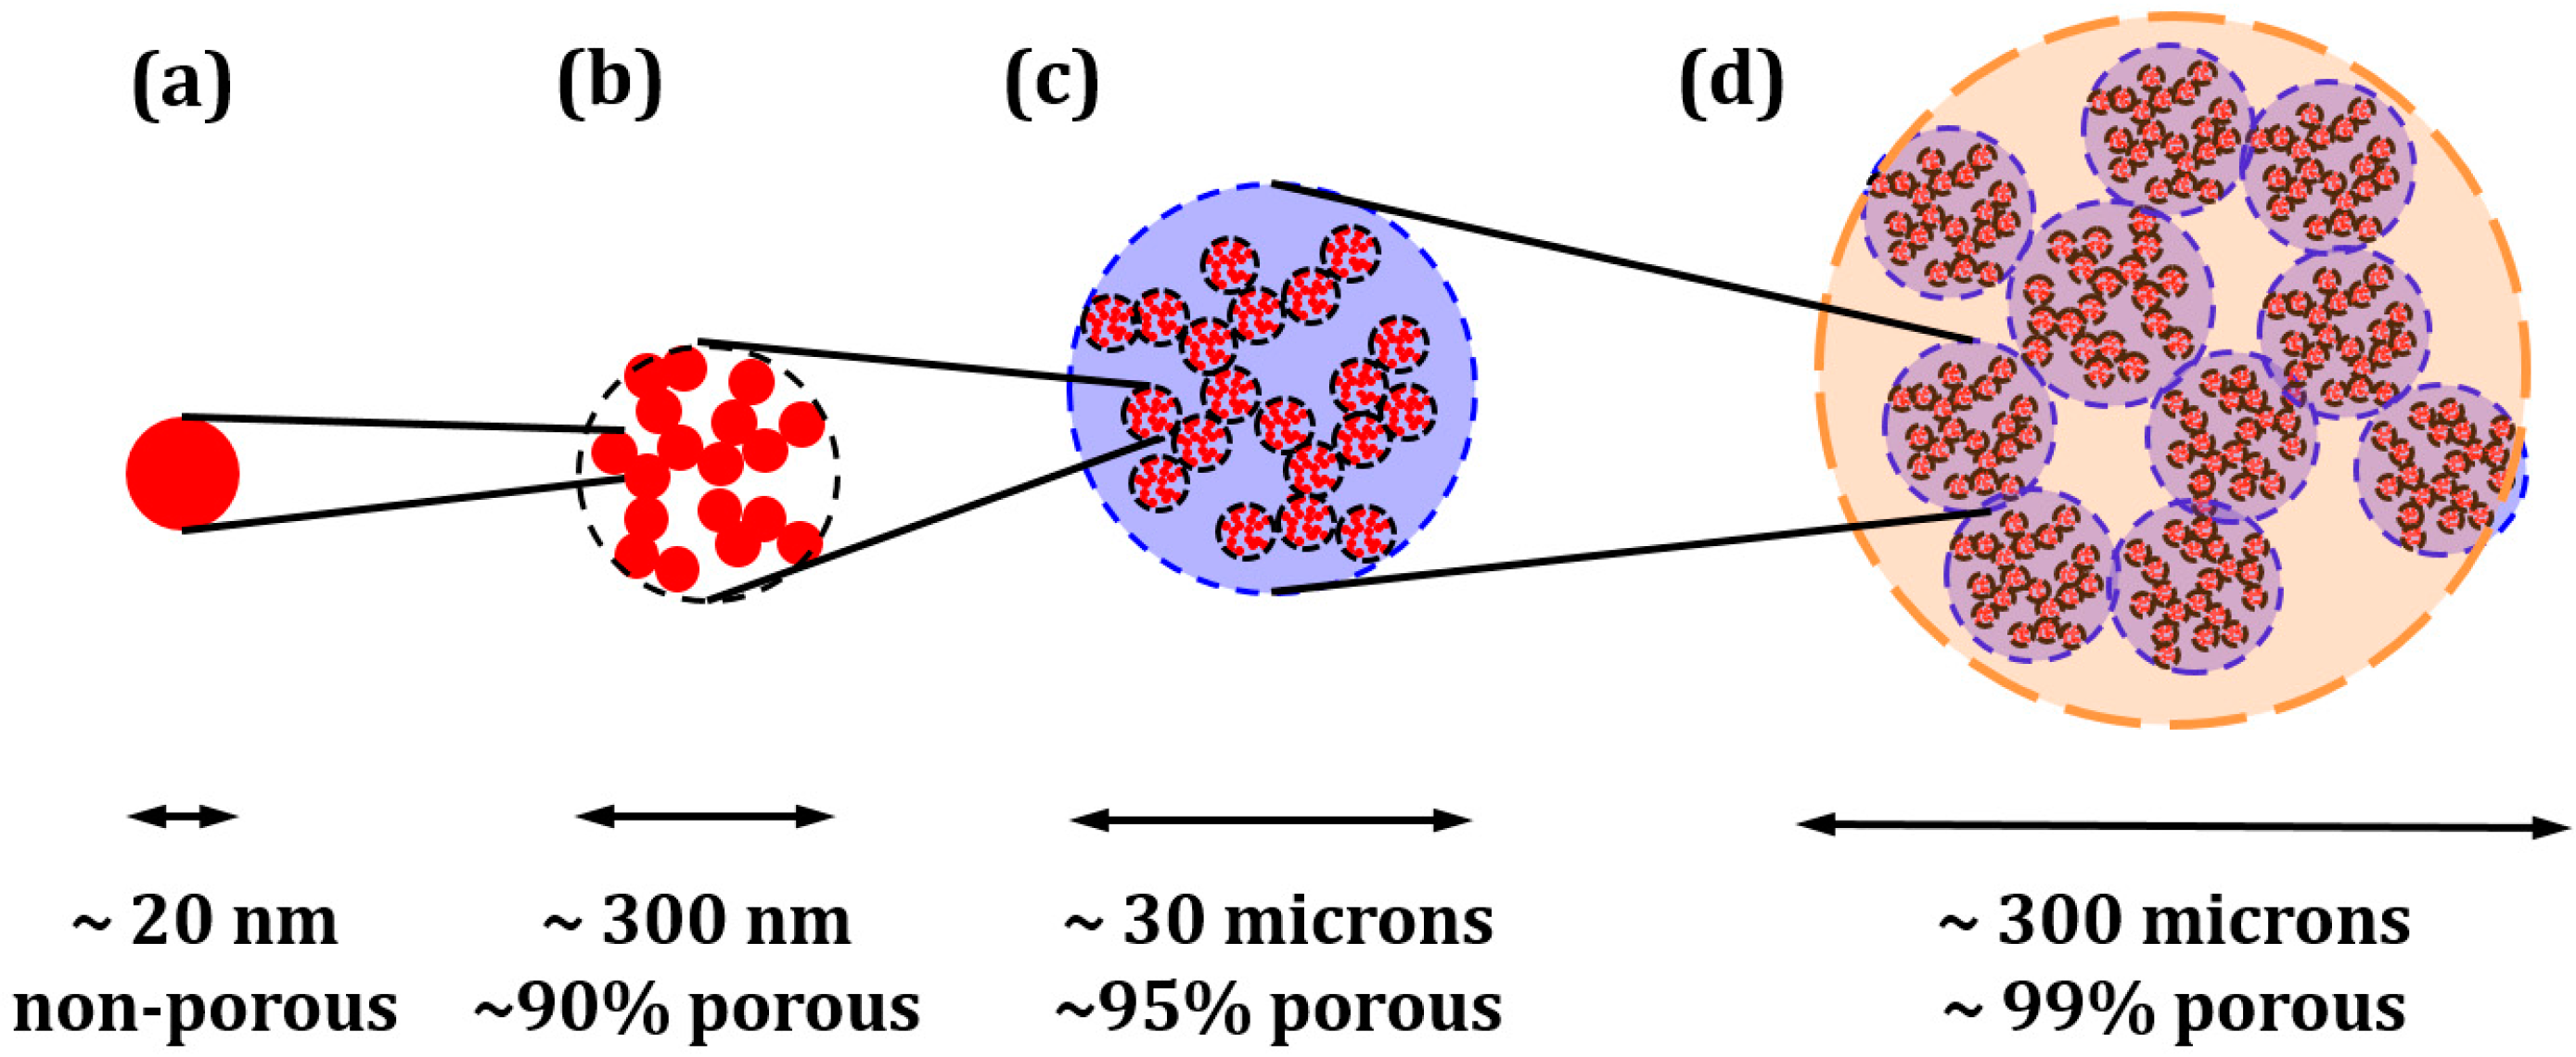 (a)
(b)
(c)
(d)
~ 20 nm
non-porous
~ 300 nm
~90% porous
~ 30 microns
~95% porous
~ 300 microns
~ 99% porous